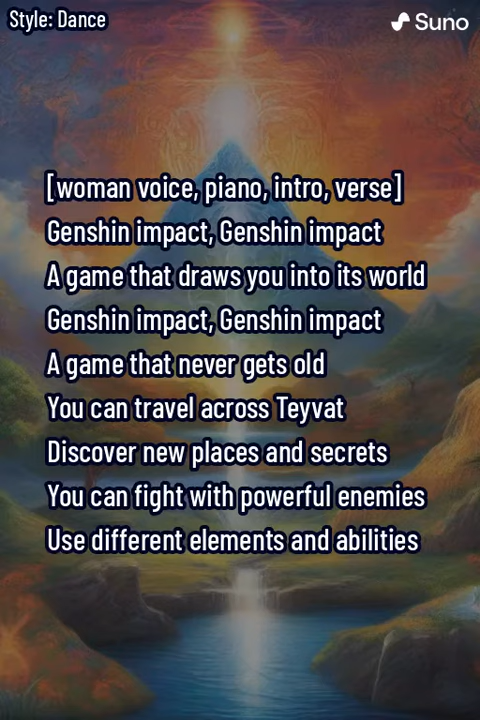 Style: Dance
Suno
[woman voice, piano, intro, verse]
Genshin impact, Genshin impact
A game that draws you into its world
Genshin impact, Genshin impact
A game that never gets old
You can travel across Teyvat
Discover new places and secrets
You can fight with powerful enemies
Use different elements and abilities